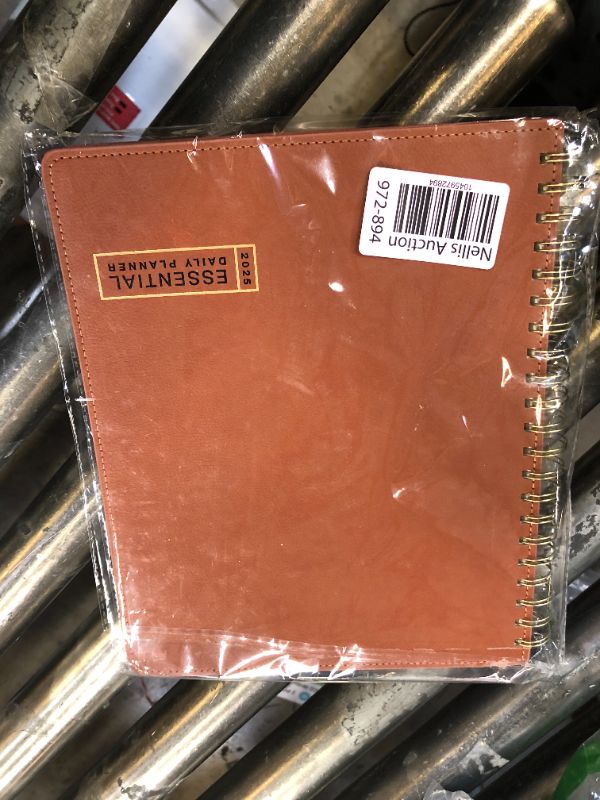 2025
ESSENTIAL
DAILY PLANNER
Nellis Auction
1045972894
972-894